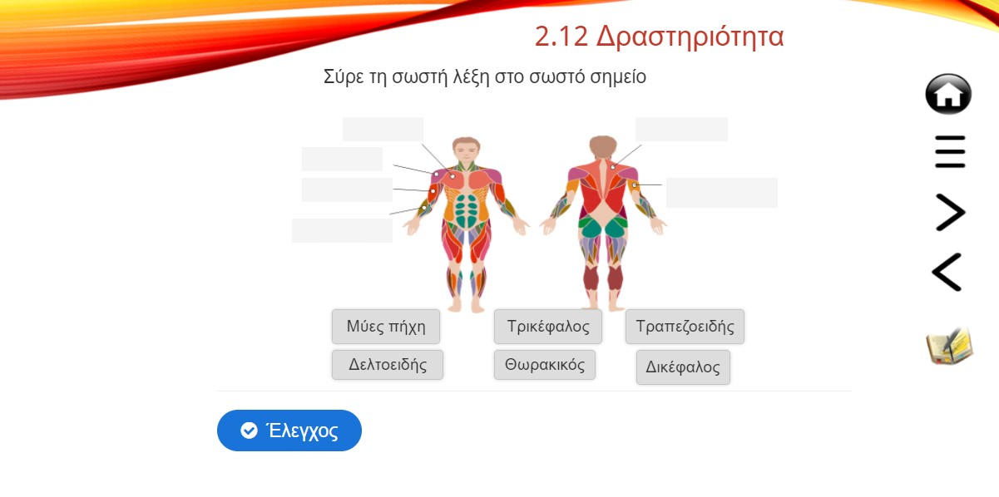 2.12 Δραστηριότητα
Σύρε τη σωστή λέξη στο σωστό σημείο
Μύες πήχη
Τρικέφαλος
Τραπεζοειδής
Δελτοειδής
Θωρακικός
Δικέφαλος
Έλεγχος